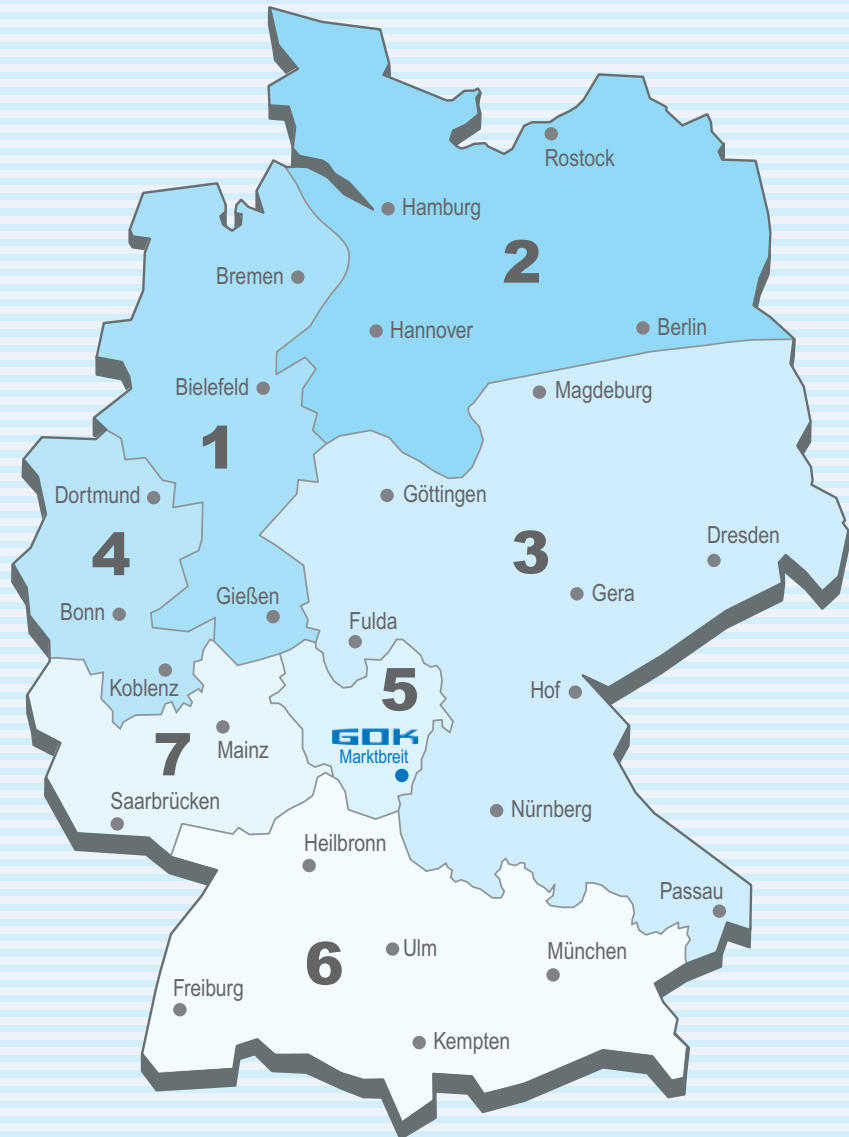 Rostock
Hamburg
2
Bremen
Hannover
Berlin
Bielefeld
Magdeburg
1
Dortmund
Göttingen
4
3
Dresden
Bonn
Gießen
Gera
Fulda
Koblenz
5
Hof
7
Mainz
GOK
Marktbreit
Saarbrücken
Nürnberg
Heilbronn
Passau
6
Ulm
München
Freiburg
Kempten